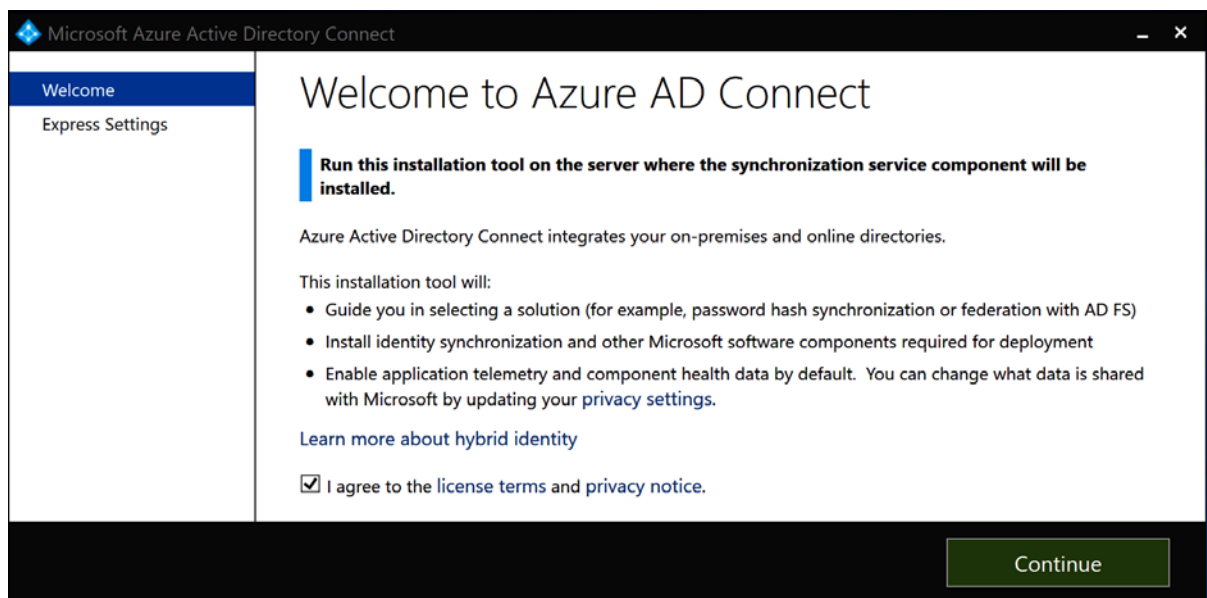 Microsoft Azure Active Directory Connect
Welcome
Express Settings
Welcome to Azure AD Connect
Run this installation tool on the server where the synchronization service component will be
installed.
Azure Active Directory Connect integrates your on-premises and online directories.
This installation tool will:
• Guide you in selecting a solution (for example, password hash synchronization or federation with AD FS)
• Install identity synchronization and other Microsoft software components required for deployment
• Enable application telemetry and component health data by default.  You can change what data is shared
with Microsoft by updating your privacy settings.
Learn more about hybrid identity
I agree to the license terms and privacy notice.
Continue